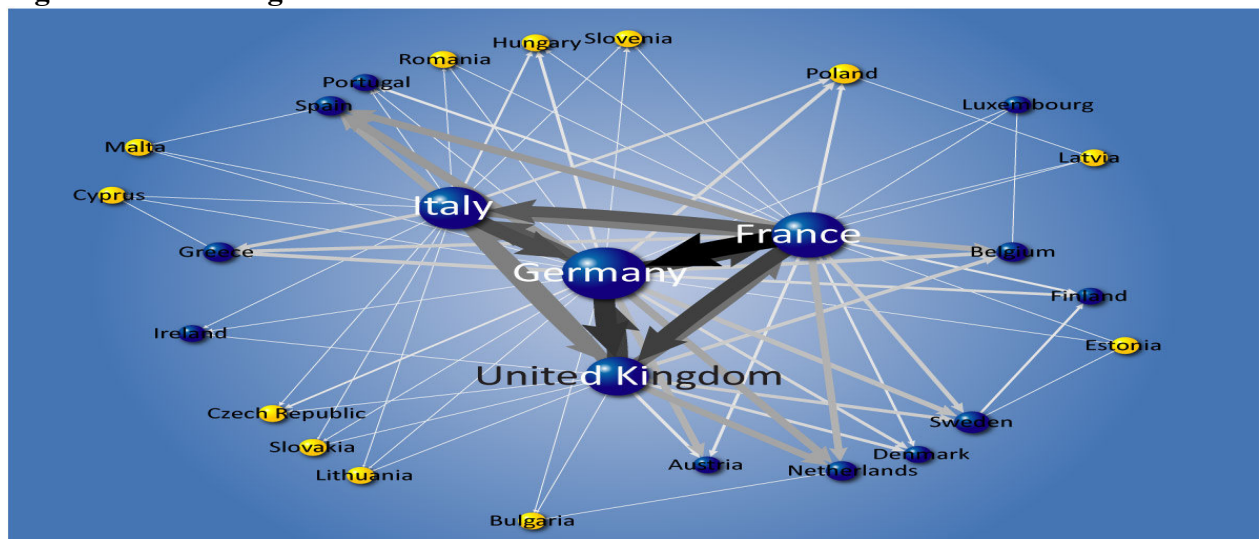 Hungary
Slovenia
Romania
Poland
Portugal
Spain
Luxembourg
Malta
Latvia
Cyprus
Italy
France
Greece
Belgium
Germany
Finland
Ireland
Estonia
United Kingdom
Czech Republic
Sweden
Slovakia
Denmark
Austria
Netherlands
Lithuania
Bulgaria